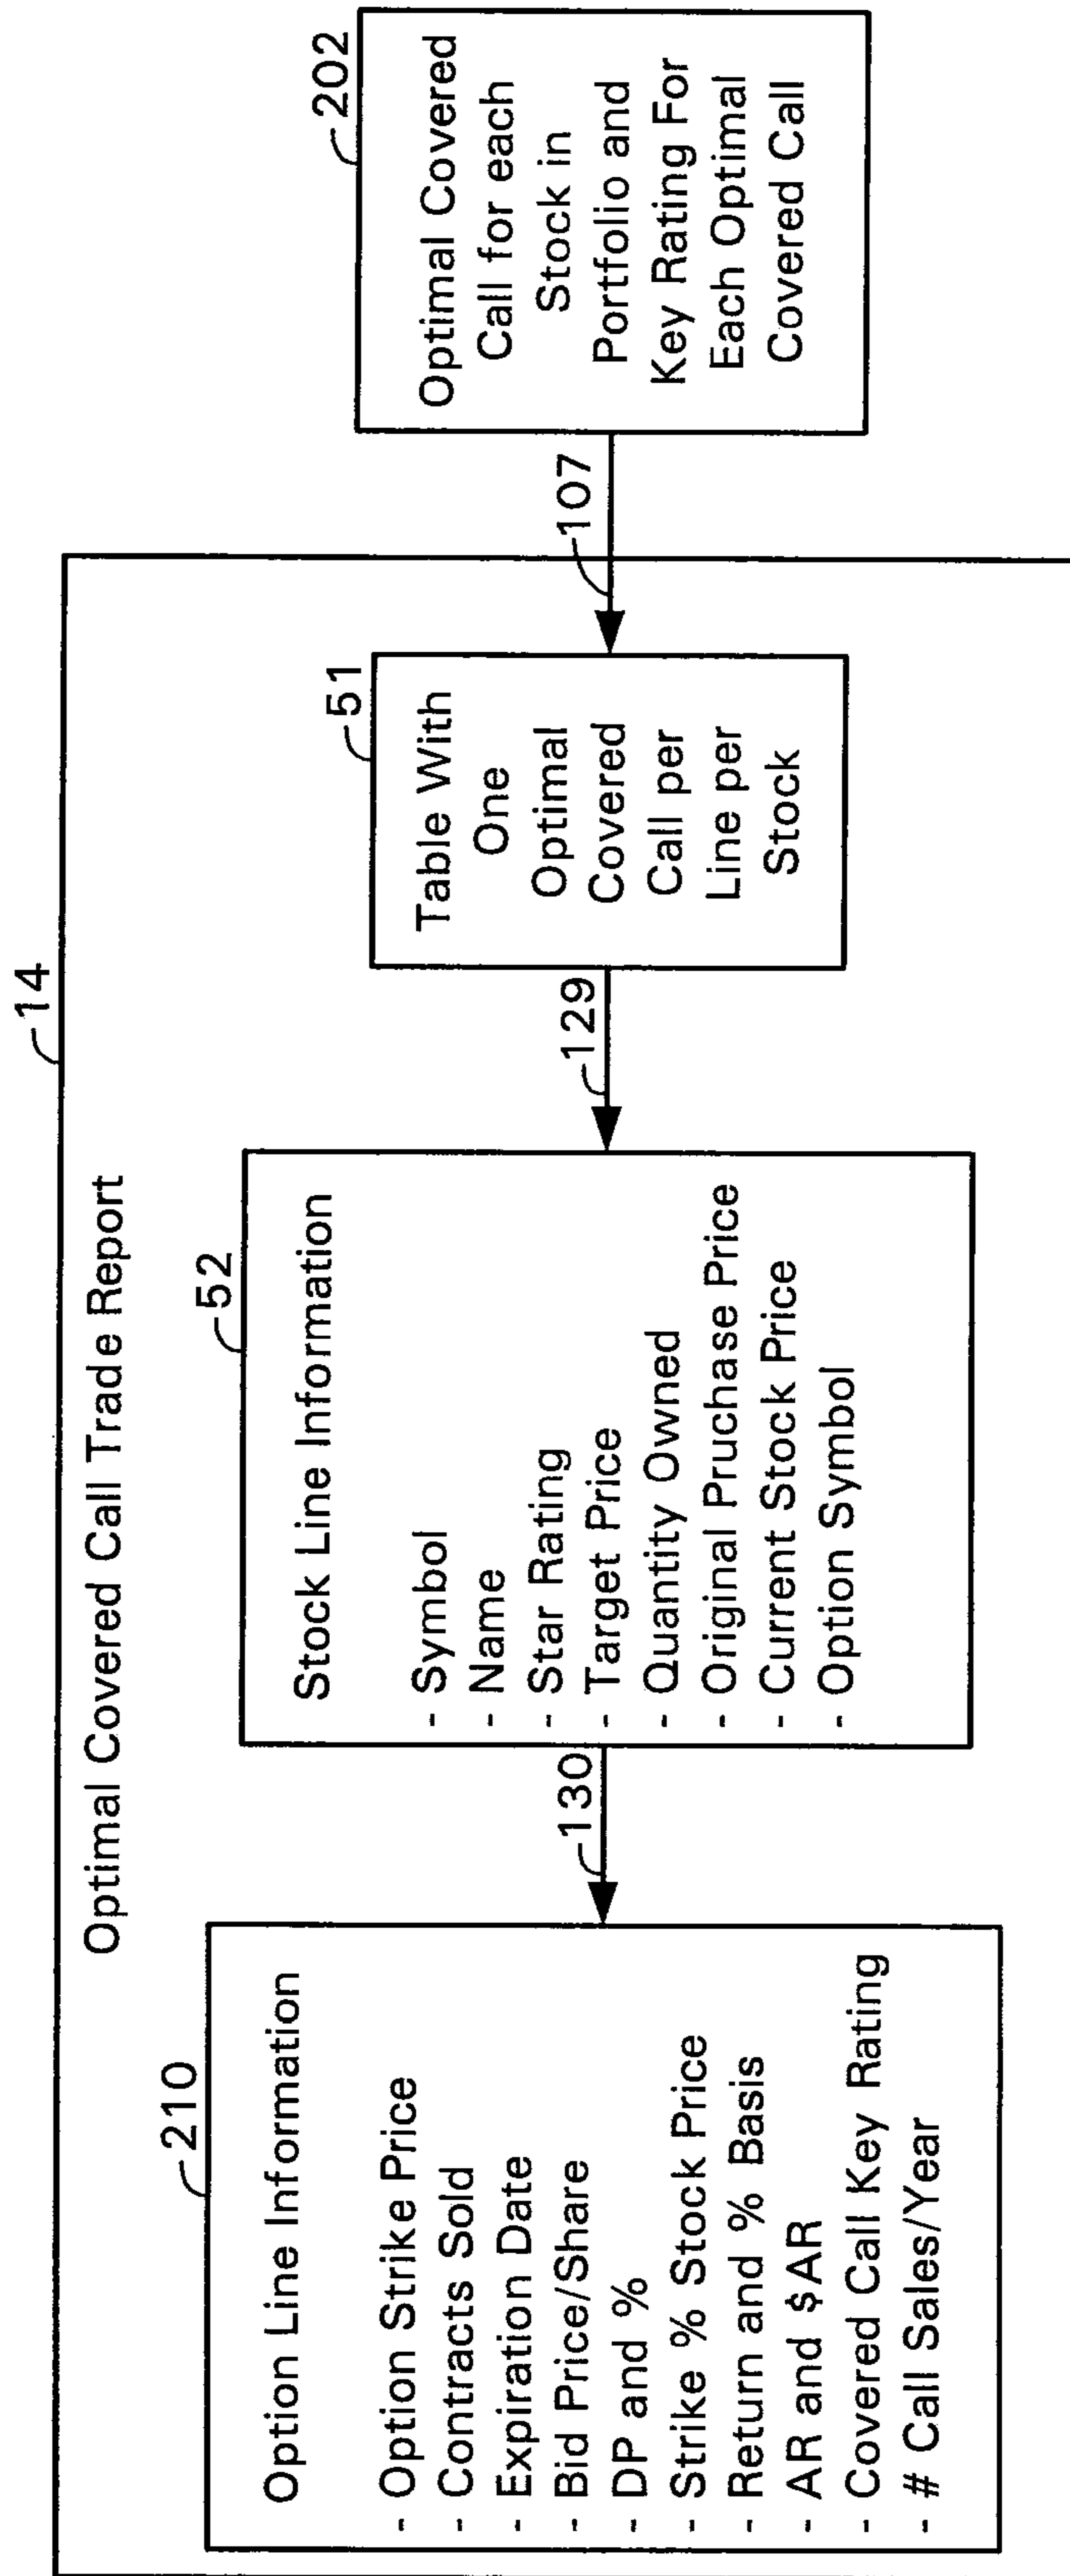 14
Optimal Covered Call Trade Report
210
Option Line Information
- Option Strike Price
- Contracts Sold
- Expiration Date
- Bid Price/Share
- DP and %
- Strike % Stock Price
- Return and % Basis
- AR and $AR
- Covered Call Key Rating
- # Call Sales/Year
130
52
Stock Line Information
- Symbol
- Name
- Star Rating
- Target Price
- Quantity Owned
- Original Pruchase Price
- Current Stock Price
- Option Symbol
129
51
Table With
One
Optimal
Covered
Call per
Line per
Stock
107
202
Optimal Covered
Call for each
Stock in
Portfolio and
Key Rating For
Each Optimal
Covered Call